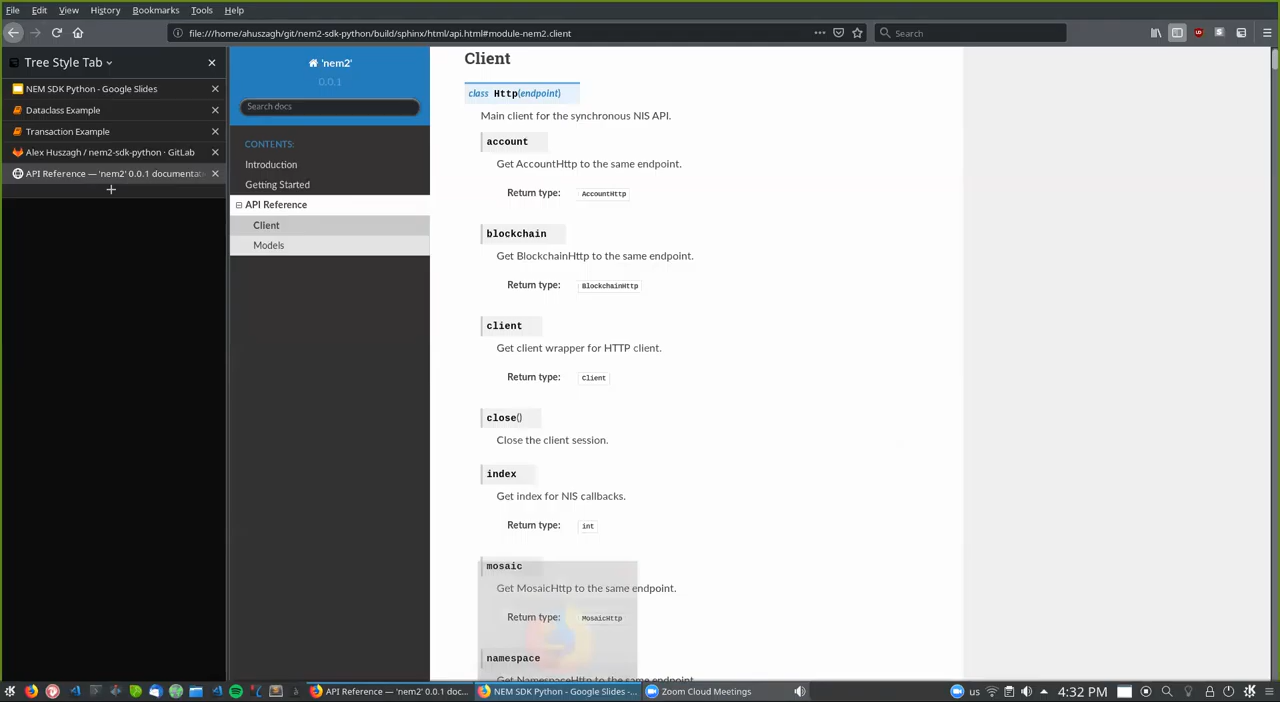 File Edit View History Bookmarks Tools Help
file:///home/ahuszagh/git/nem2-sdk-python/build/sphinx/html/api.html#module-nem2.client
Search
Tree Style Tab
NEM SDK Python - Google Slides
Dataclass Example
Transaction Example
Alex Huszagh / nem2-sdk-python · GitLab
API Reference — 'nem2' 0.0.1 documentatio
'nem2'
0.0.1
Search docs
CONTENTS:
Introduction
Getting Started
API Reference
Client
Models
Client
class Http(endpoint)
Main client for the synchronous NIS API.
account
Get AccountHttp to the same endpoint.
Return type: AccountHttp
blockchain
Get BlockchainHttp to the same endpoint.
Return type: BlockchainHttp
client
Get client wrapper for HTTP client.
Return type: Client
close()
Close the client session.
index
Get index for NIS callbacks.
Return type: int
mosaic
Get MosaicHttp to the same endpoint.
Return type: MosaicHttp
namespace
Get NamespaceHttp to the same endpoint.
API Reference — 'nem2' 0.0.1 doc...
NEM SDK Python - Google Slides -...
Zoom Cloud Meetings
us
4:32 PM